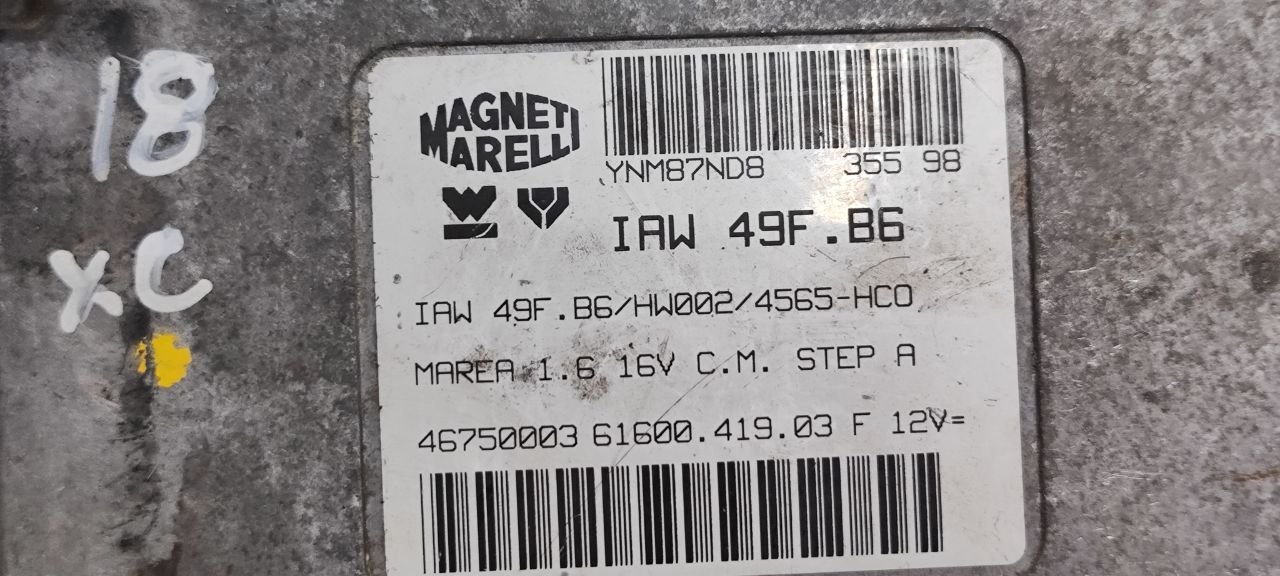 18
XC
MAGNETI
MARELLI
YNM87ND8 355 98
IAW 49F.B6
IAW 49F.B6/HW002/4565-HC0
MAREA 1.6 16V C.M. STEP A
46750003 61600.419.03 F 12V=